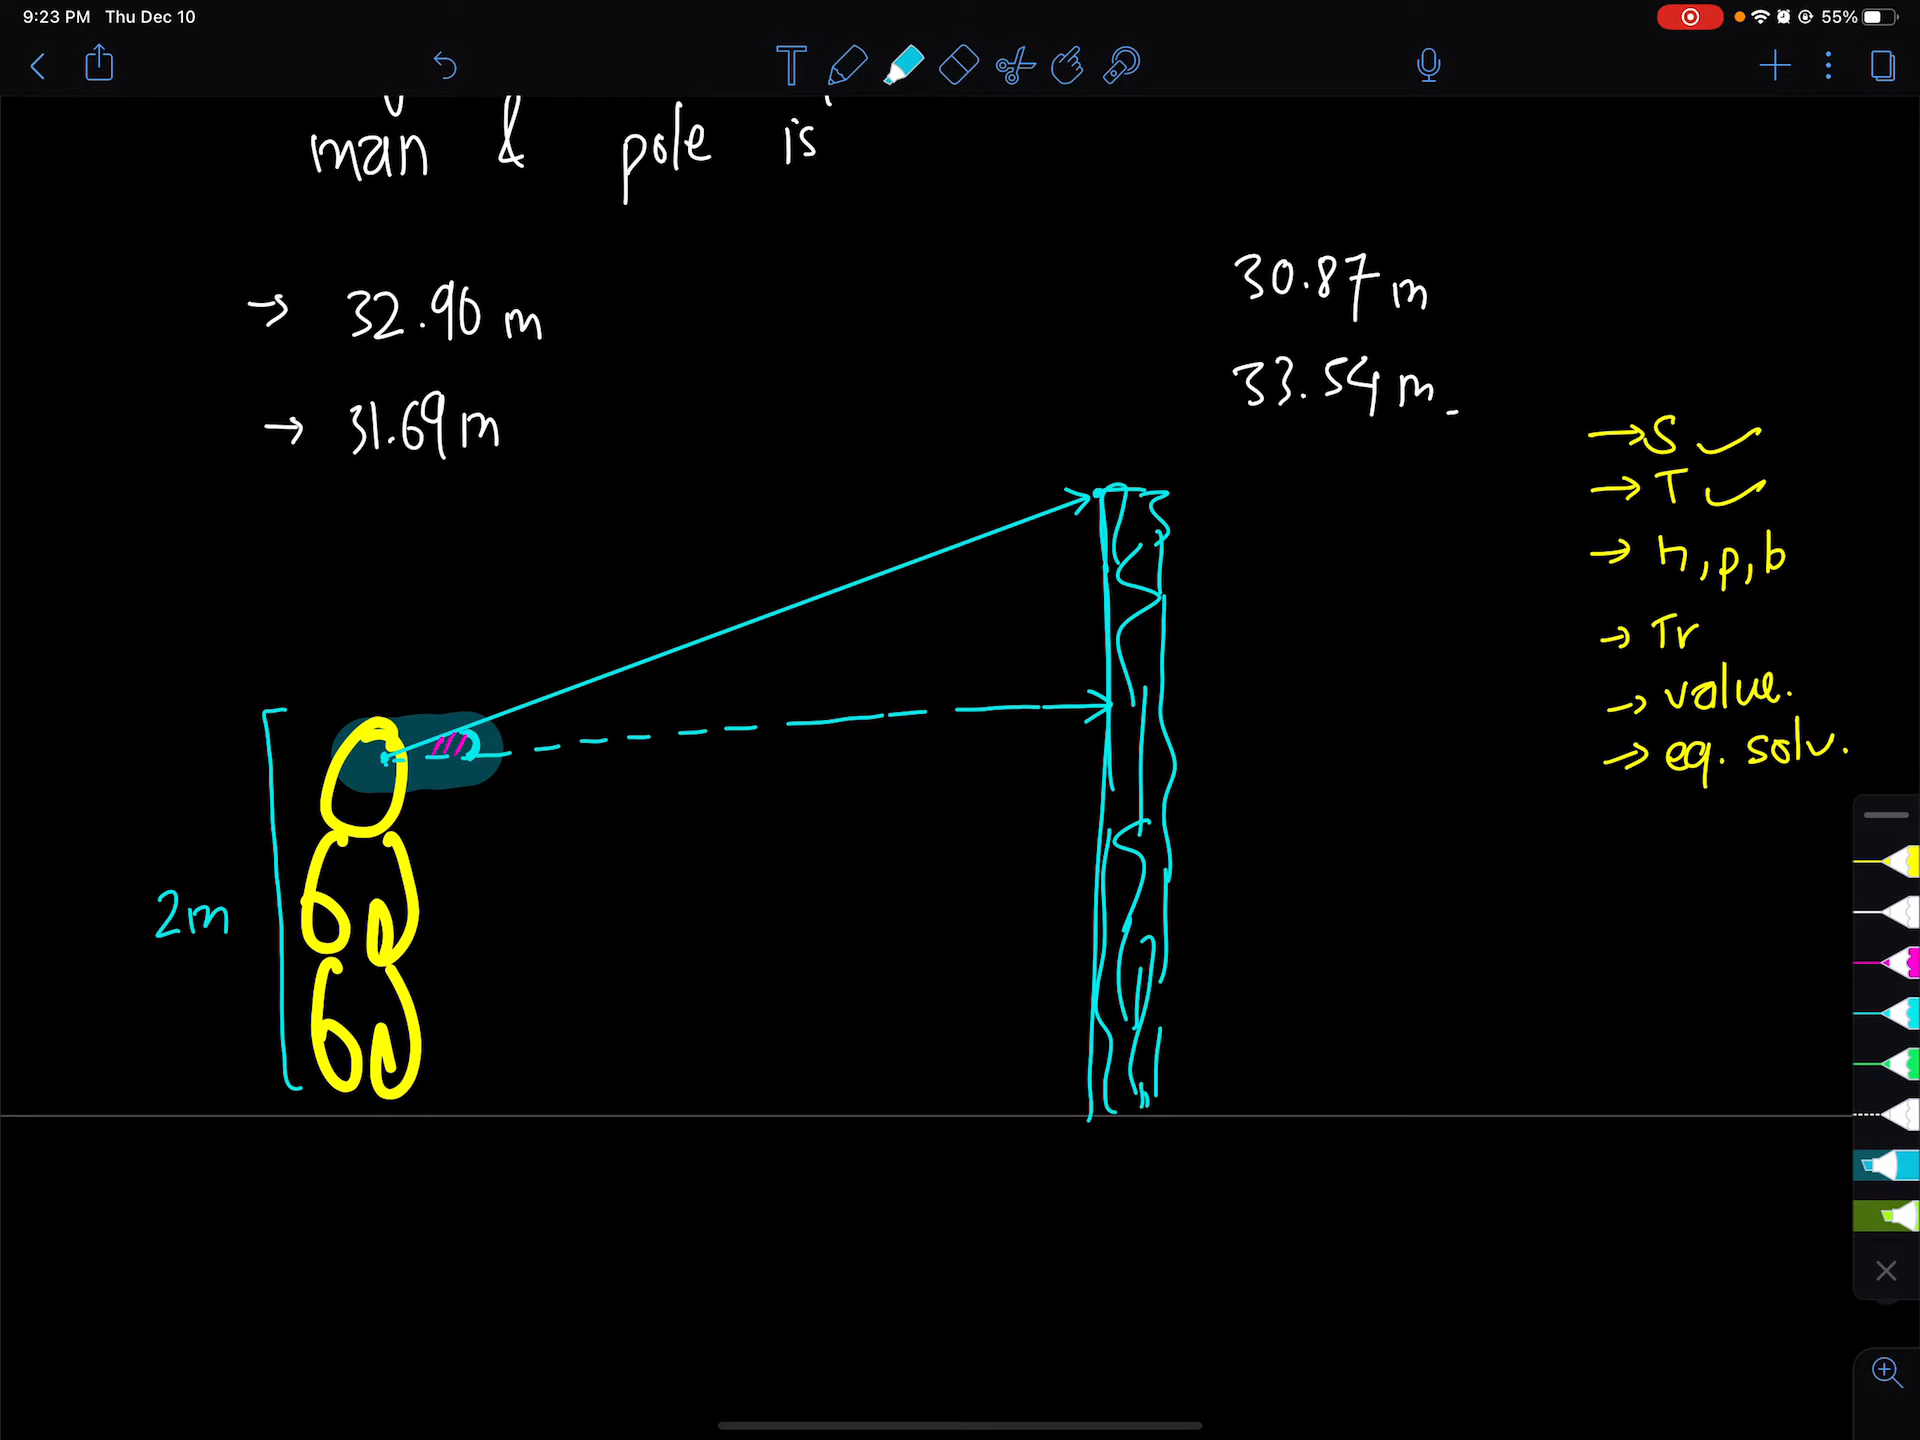 9:23 PM Thu Dec 10
55%
man & pole is
→ 32.90 m
30.87 m
→ 31.69 m
33.54 m.
→ S ✓
→ T ✓
→ h, p, b
→ Tr
→ value.
→ eq. solv.
2m